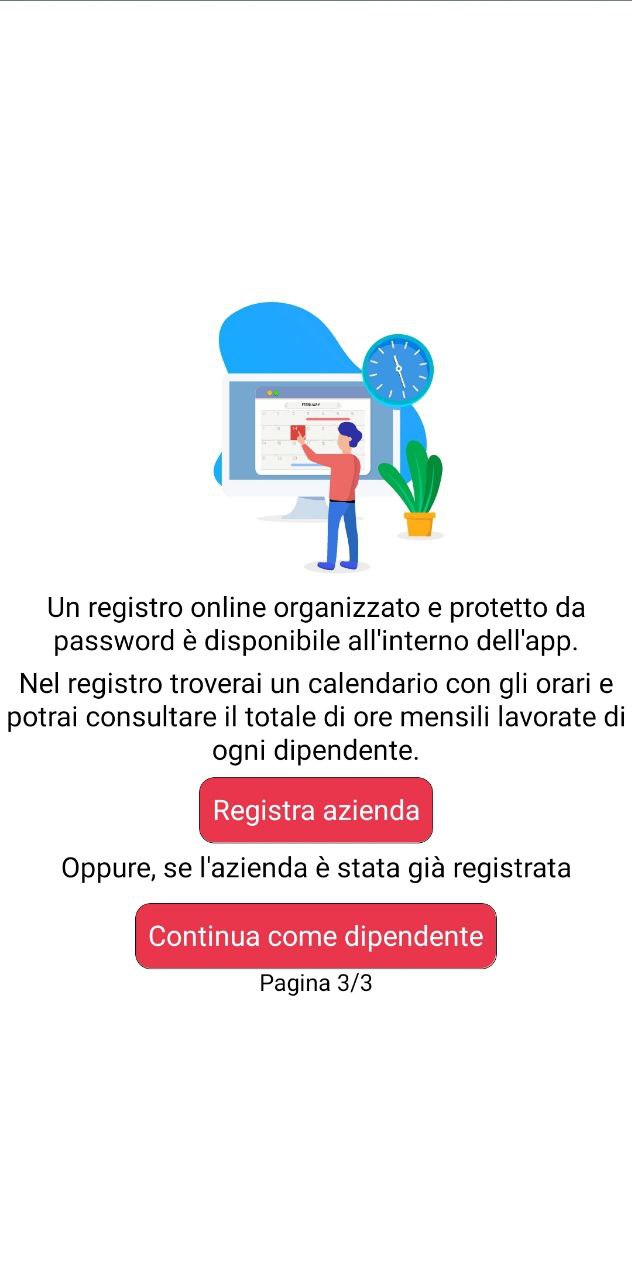 FEBRUARY
Un registro online organizzato e protetto da
password è disponibile all'interno dell'app.
Nel registro troverai un calendario con gli orari e
potrai consultare il totale di ore mensili lavorate di
ogni dipendente.
Registra azienda
Oppure, se l'azienda è stata già registrata
Continua come dipendente
Pagina 3/3